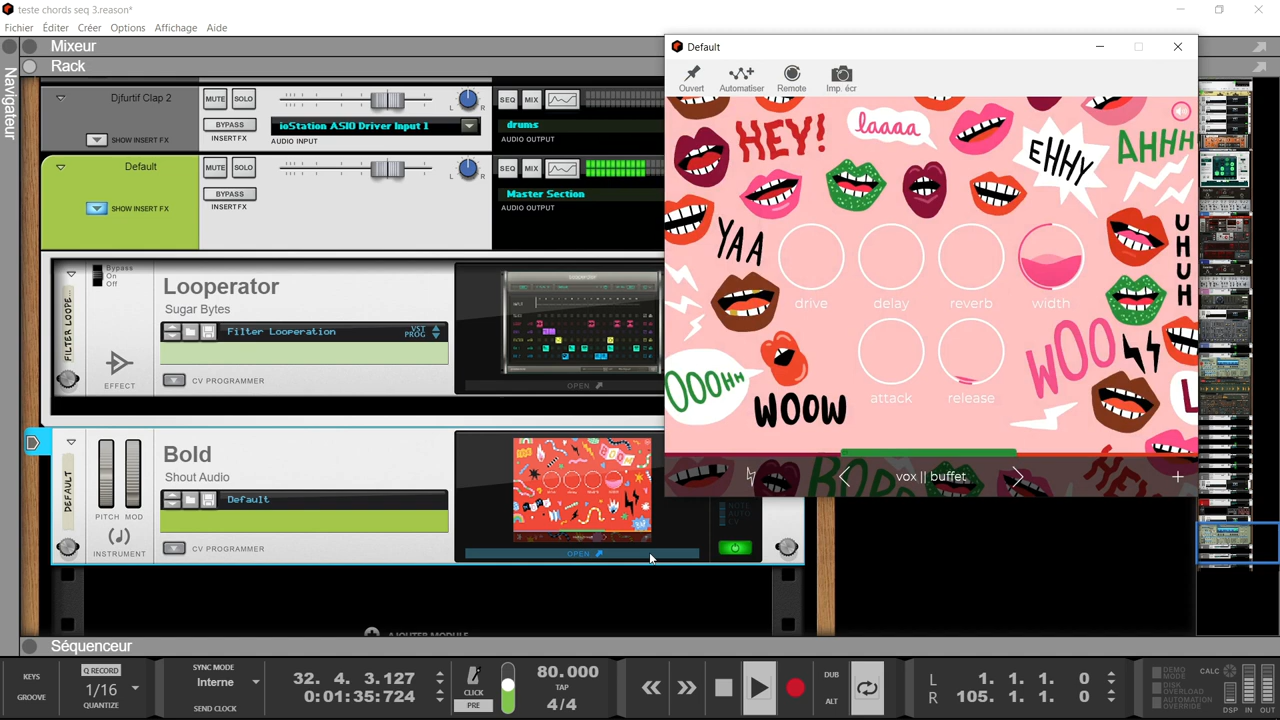 teste chords seq 3.reason*
Fichier Éditer Créer Options Affichage Aide
Mixeur
Rack
Navigateur
Djfurtif Clap 2
MUTE SOLO
L R
SEQ MIX
BYPASS
INSERT FX
SHOW INSERT FX
ioStation ASIO Driver Input 1
AUDIO INPUT
drums
AUDIO OUTPUT
Default
MUTE SOLO
L R
SEQ MIX
BYPASS
INSERT FX
SHOW INSERT FX
Master Section
AUDIO OUTPUT
Bypass
On
Off
FILTER LOOPE
Looperator
Sugar Bytes
Filter Looperation
VST
PROG
EFFECT
CV PROGRAMMER
OPEN
DEFAULT
Bold
Shout Audio
Default
PITCH MOD
INSTRUMENT
CV PROGRAMMER
OPEN
NOTE
AUTO
CV
AJOUTER MODULE
Default
Ouvert Automatiser Remote Imp. écr
HEY!
laaaa
EHHY
AHHH
YAA
UHUH
drive delay reverb width
attack release
OOOHH
WOOW
WOO
L
vox || buffet
+
Séquenceur
KEYS
GROOVE
Q RECORD
1/16
QUANTIZE
SYNC MODE
Interne
SEND CLOCK
32. 4. 3.127
0:01:35:724
CLICK
PRE
80.000
TAP
4/4
DUB
ALT
L 1. 1. 1. 0
R 105. 1. 1. 0
DEMO MODE
DISK OVERLOAD
AUTOMATION OVERRIDE
CALC
DSP IN OUT